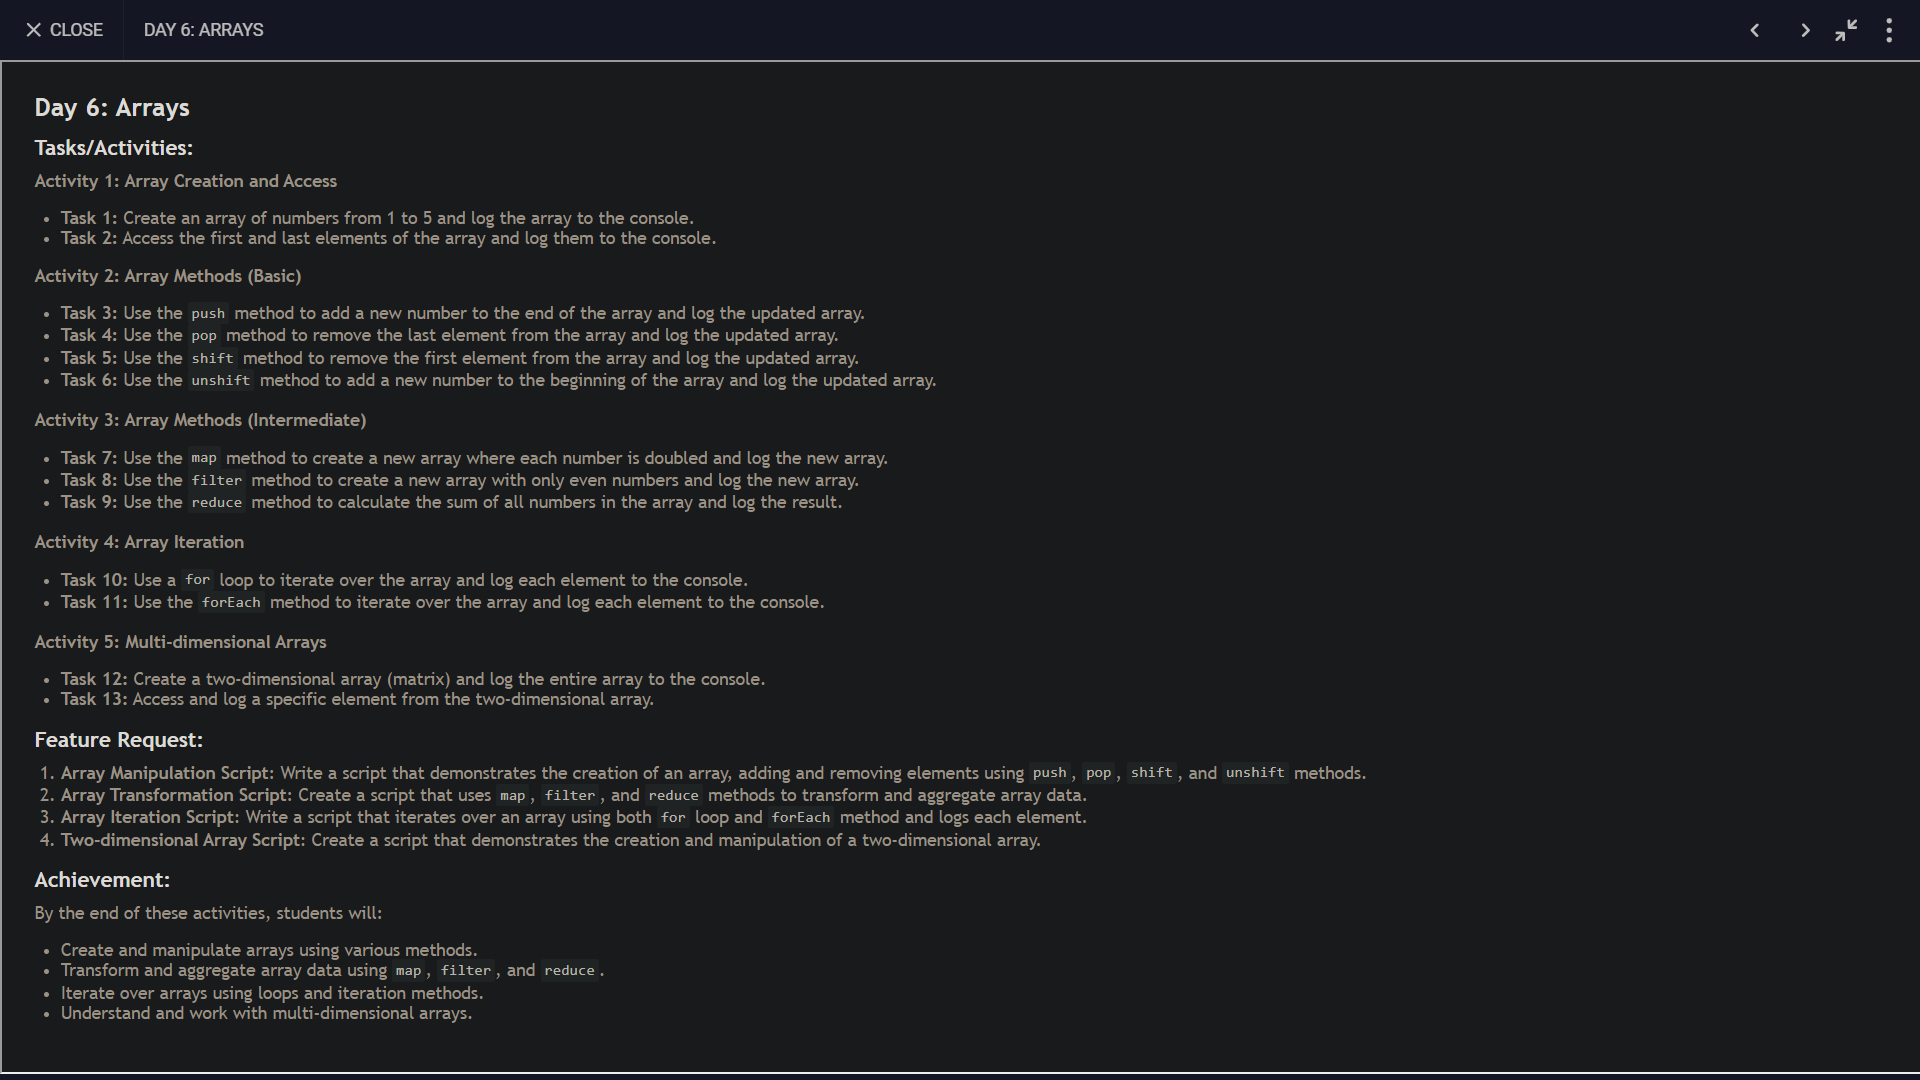 CLOSE
DAY 6: ARRAYS
Day 6: Arrays
Tasks/Activities:
Activity 1: Array Creation and Access
Task 1: Create an array of numbers from 1 to 5 and log the array to the console.
Task 2: Access the first and last elements of the array and log them to the console.
Activity 2: Array Methods (Basic)
Task 3: Use the push method to add a new number to the end of the array and log the updated array.
Task 4: Use the pop method to remove the last element from the array and log the updated array.
Task 5: Use the shift method to remove the first element from the array and log the updated array.
Task 6: Use the unshift method to add a new number to the beginning of the array and log the updated array.
Activity 3: Array Methods (Intermediate)
Task 7: Use the map method to create a new array where each number is doubled and log the new array.
Task 8: Use the filter method to create a new array with only even numbers and log the new array.
Task 9: Use the reduce method to calculate the sum of all numbers in the array and log the result.
Activity 4: Array Iteration
Task 10: Use a for loop to iterate over the array and log each element to the console.
Task 11: Use the forEach method to iterate over the array and log each element to the console.
Activity 5: Multi-dimensional Arrays
Task 12: Create a two-dimensional array (matrix) and log the entire array to the console.
Task 13: Access and log a specific element from the two-dimensional array.
Feature Request:
1. Array Manipulation Script: Write a script that demonstrates the creation of an array, adding and removing elements using push, pop, shift, and unshift methods.
2. Array Transformation Script: Create a script that uses map, filter, and reduce methods to transform and aggregate array data.
3. Array Iteration Script: Write a script that iterates over an array using both for loop and forEach method and logs each element.
4. Two-dimensional Array Script: Create a script that demonstrates the creation and manipulation of a two-dimensional array.
Achievement:
By the end of these activities, students will:
Create and manipulate arrays using various methods.
Transform and aggregate array data using map, filter, and reduce.
Iterate over arrays using loops and iteration methods.
Understand and work with multi-dimensional arrays.